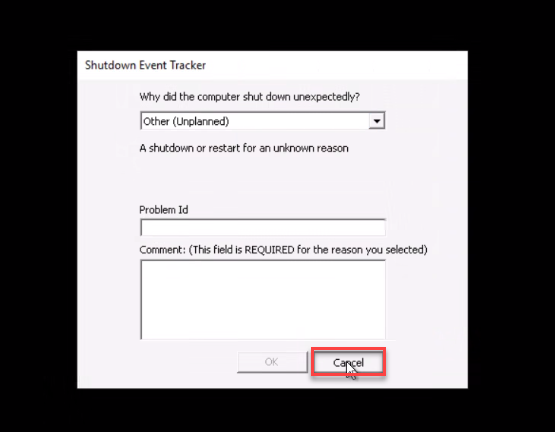 Shutdown Event Tracker
Why did the computer shut down unexpectedly?
Other (Unplanned)
A shutdown or restart for an unknown reason
Problem Id
Comment: (This field is REQUIRED for the reason you selected)
OK Cancel